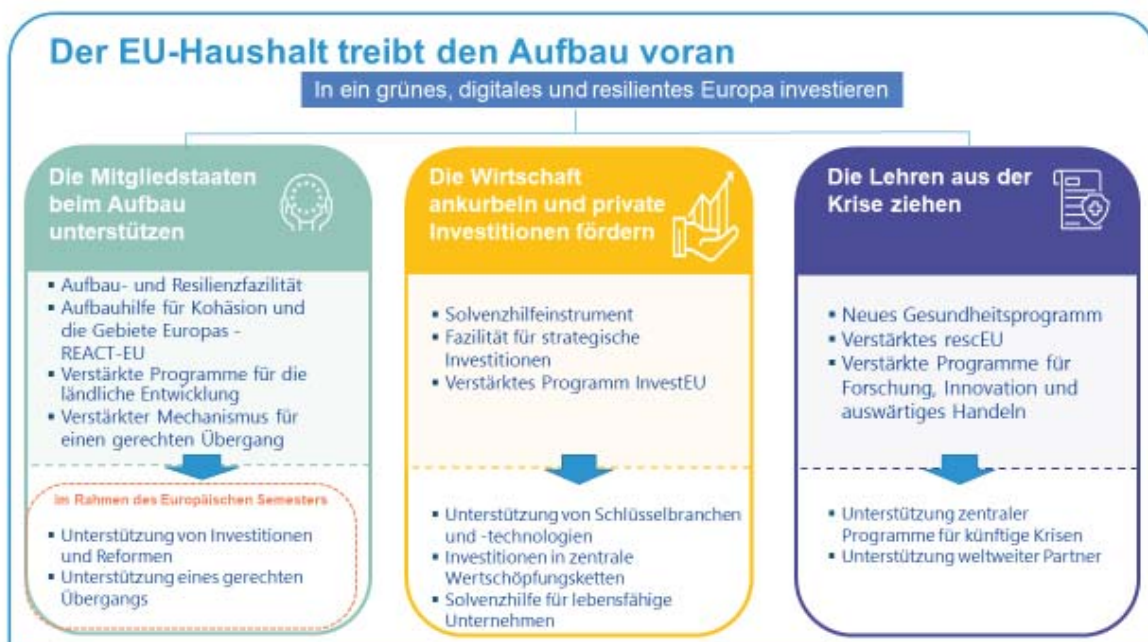 Der EU-Haushalt treibt den Aufbau voran
In ein grünes, digitales und resilientes Europa investieren
Die Mitgliedstaaten
beim Aufbau
unterstützen
▪ Aufbau- und Resilienzfazilität
▪ Aufbauhilfe für Kohäsion und
die Gebiete Europas -
REACT-EU
▪ Verstärkte Programme für die
ländliche Entwicklung
▪ Verstärkter Mechanismus für
einen gerechten Übergang
im Rahmen des Europäischen Semesters
▪ Unterstützung von Investitionen
und Reformen
▪ Unterstützung eines gerechten
Übergangs
Die Wirtschaft
ankurbeln und private
Investitionen fördern
▪ Solvenzhilfeinstrument
▪ Fazilität für strategische
Investitionen
▪ Verstärktes Programm InvestEU
▪ Unterstützung von Schlüsselbranchen
und -technologien
▪ Investitionen in zentrale
Wertschöpfungsketten
▪ Solvenzhilfe für lebensfähige
Unternehmen
Die Lehren aus der
Krise ziehen
▪ Neues Gesundheitsprogramm
▪ Verstärktes rescEU
▪ Verstärkte Programme für
Forschung, Innovation und
auswärtiges Handeln
▪ Unterstützung zentraler
Programme für künftige Krisen
▪ Unterstützung weltweiter Partner